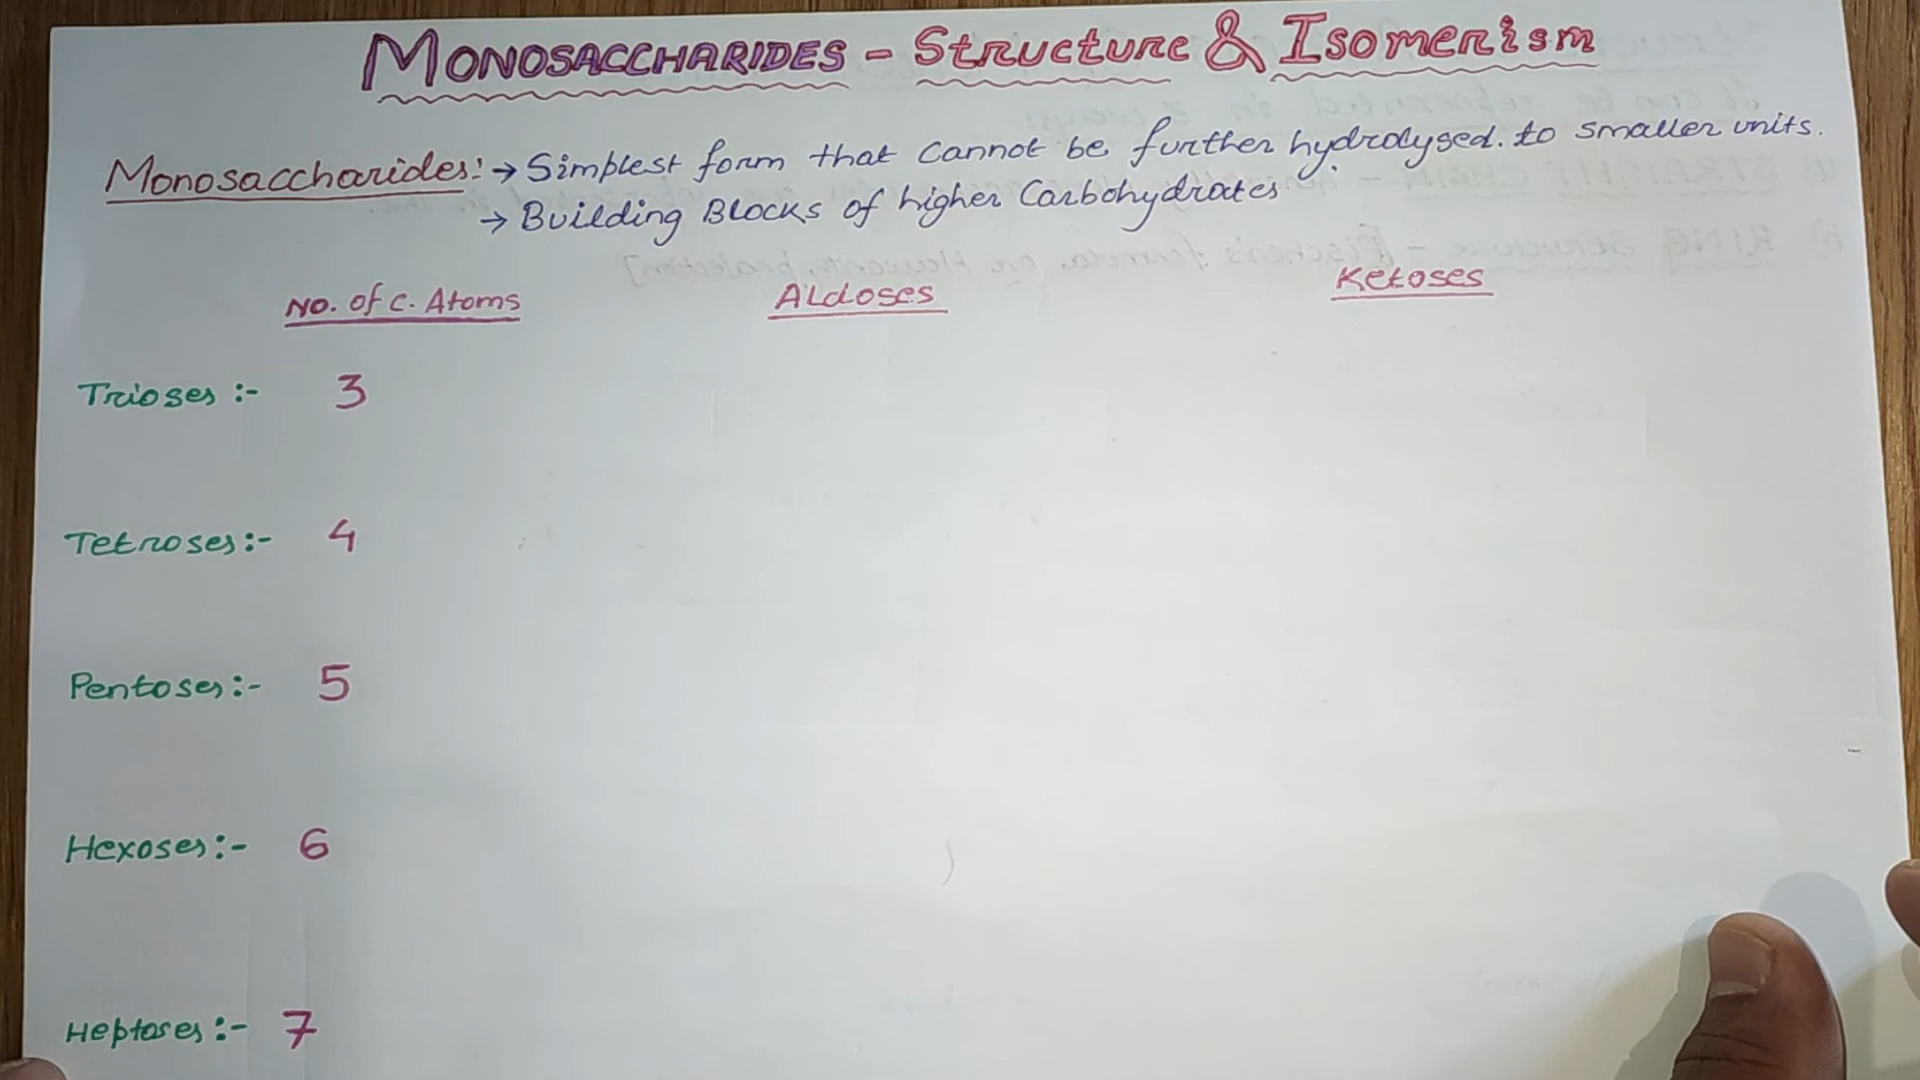 MONOSACCHARIDES - Structure & Isomerism
Monosaccharides:→ Simplest form that cannot be further hydrolysed. to smaller units.
→ Building Blocks of higher Carbohydrates
No. of C. Atoms Aldoses Ketoses
Trioses :- 3
Tetroses:- 4
Pentoses:- 5
Hexoses:- 6
Heptoses:- 7